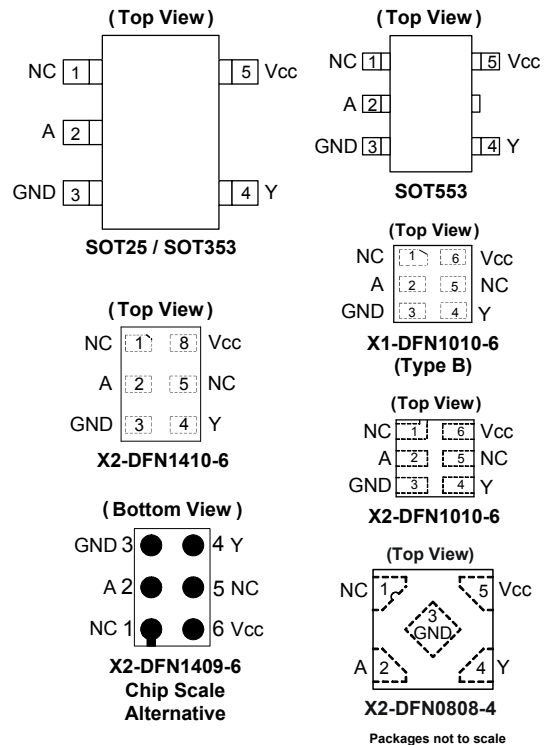 (Top View)
NC 1 5 Vcc
A 2
GND 3 4 Y
SOT25 / SOT353
(Top View)
NC 1 5 Vcc
A 2
GND 3 4 Y
SOT553
(Top View)
NC 1 6 Vcc
A 2 5 NC
GND 3 4 Y
X1-DFN1010-6
(Type B)
(Top View)
NC 1 8 Vcc
A 2 5 NC
GND 3 4 Y
X2-DFN1410-6
(Top View)
NC 1 6 Vcc
A 2 5 NC
GND 3 4 Y
X2-DFN1010-6
(Bottom View)
GND 3 4 Y
A 2 5 NC
NC 1 6 Vcc
X2-DFN1409-6
Chip Scale
Alternative
(Top View)
NC 1 5 Vcc
3
GND
A 2 4 Y
X2-DFN0808-4
Packages not to scale